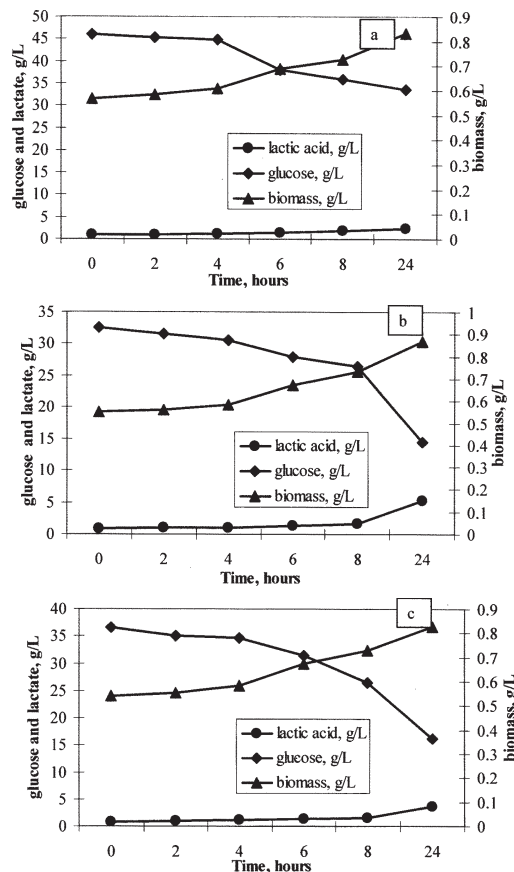 a
glucose and lactate, g/L
50
45
40
35
30
25
20
15
10
5
0
0.9
0.8
0.7
0.6
0.5
0.4
0.3
0.2
0.1
0
biomass, g/L
lactic acid, g/L
glucose, g/L
biomass, g/L
0 2 4 6 8 24
Time, hours
b
glucose and lactate, g/L
35
30
25
20
15
10
5
0
1
0.9
0.8
0.7
0.6
0.5
0.4
0.3
0.2
0.1
0
biomass, g/L
lactic acid, g/L
glucose, g/L
biomass, g/L
0 2 4 6 8 24
Time, hours
c
glucose and lactate, g/L
40
35
30
25
20
15
10
5
0
0.9
0.8
0.7
0.6
0.5
0.4
0.3
0.2
0.1
0
biomass, g/L
lactic acid, g/L
glucose, g/L
biomass, g/L
0 2 4 6 8 24
Time, hours